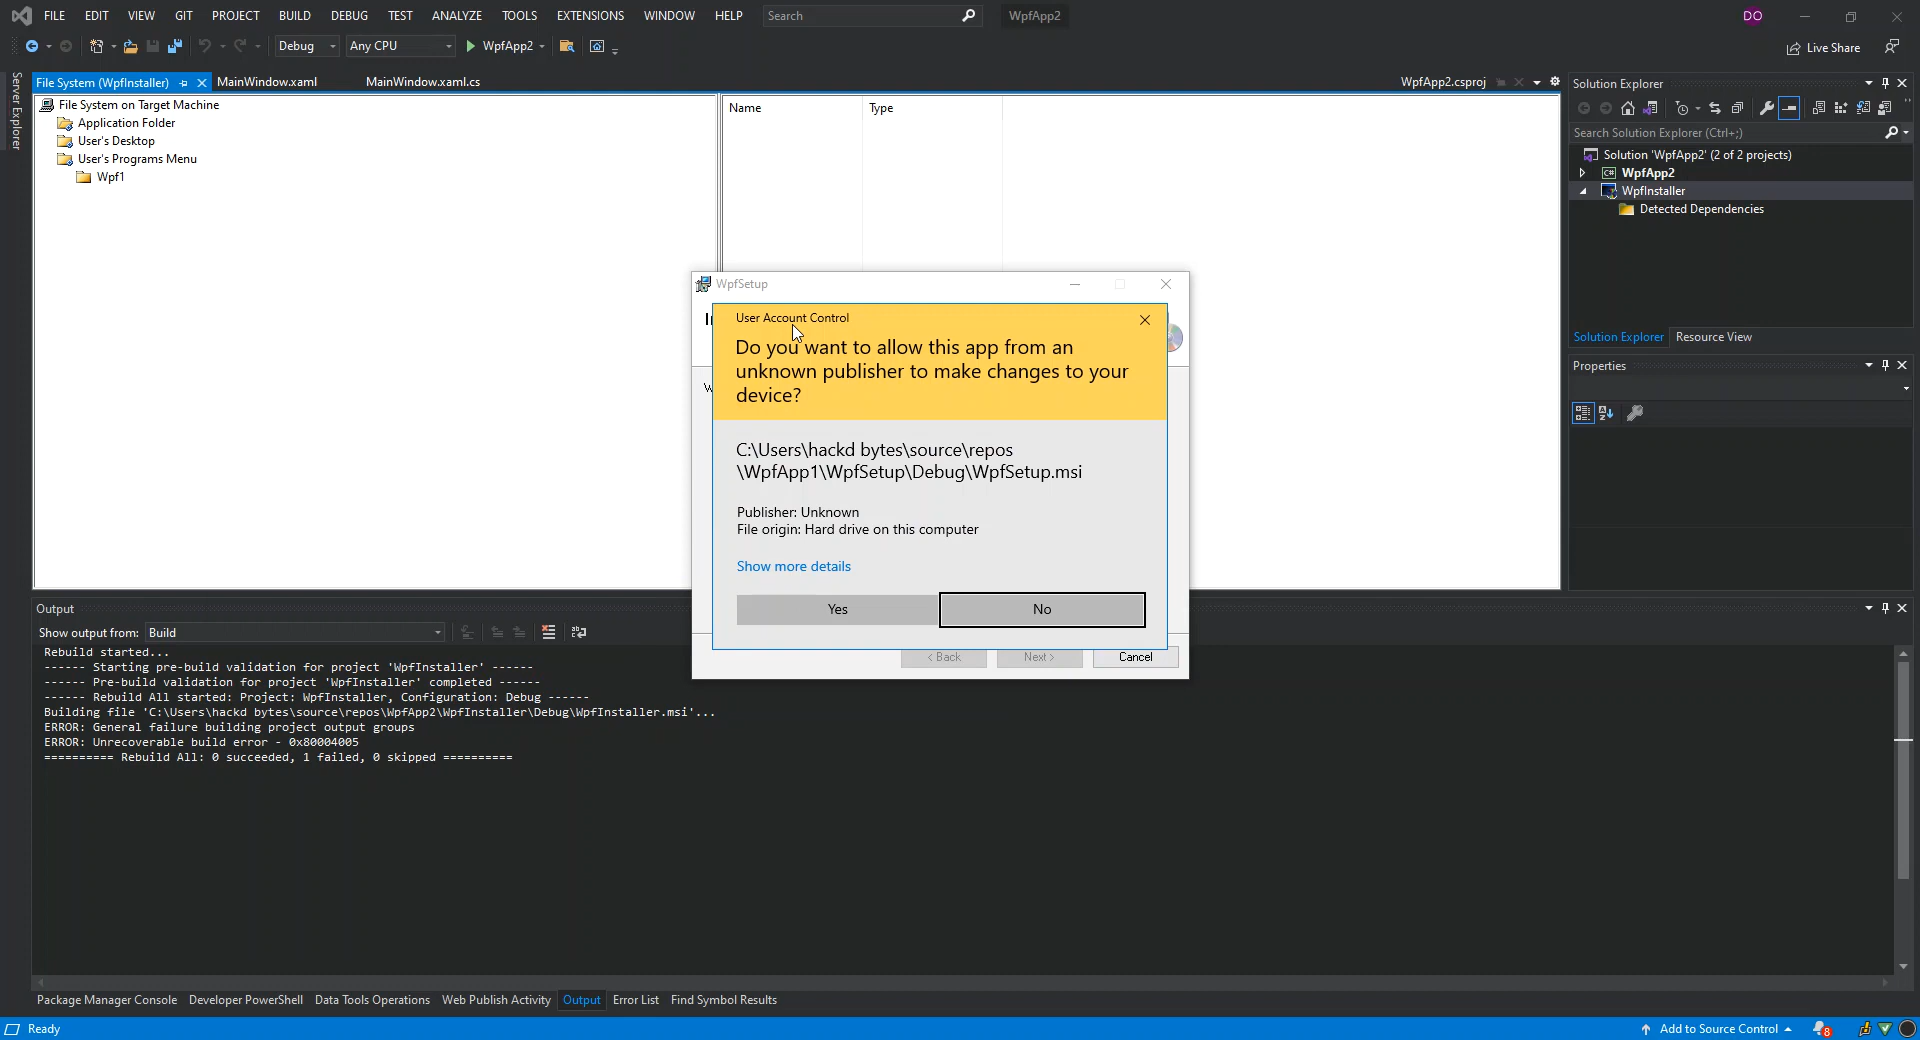 FILE EDIT VIEW GIT PROJECT BUILD DEBUG TEST ANALYZE TOOLS EXTENSIONS WINDOW HELP Search WpfApp2 DO
Debug Any CPU WpfApp2 Live Share
Server Explorer
File System (WpfInstaller) MainWindow.xaml MainWindow.xaml.cs WpfApp2.csproj
File System on Target Machine
Application Folder
User's Desktop
User's Programs Menu
Wpf1
Name Type
Solution Explorer
Search Solution Explorer (Ctrl+;)
Solution 'WpfApp2' (2 of 2 projects)
WpfApp2
WpfInstaller
Detected Dependencies
Solution Explorer Resource View
Properties
WpfSetup
User Account Control
Do you want to allow this app from an
unknown publisher to make changes to your
device?
C:\Users\hackd bytes\source\repos
\WpfApp1\WpfSetup\Debug\WpfSetup.msi
Publisher: Unknown
File origin: Hard drive on this computer
Show more details
Yes No
< Back Next > Cancel
Output
Show output from: Build
Rebuild started...
------ Starting pre-build validation for project 'WpfInstaller' ------
------ Pre-build validation for project 'WpfInstaller' completed ------
------ Rebuild All started: Project: WpfInstaller, Configuration: Debug ------
Building file 'C:\Users\hackd bytes\source\repos\WpfApp2\WpfInstaller\Debug\WpfInstaller.msi'...
ERROR: General failure building project output groups
ERROR: Unrecoverable build error - 0x80004005
========== Rebuild All: 0 succeeded, 1 failed, 0 skipped ==========
Package Manager Console Developer PowerShell Data Tools Operations Web Publish Activity Output Error List Find Symbol Results
Ready Add to Source Control 8